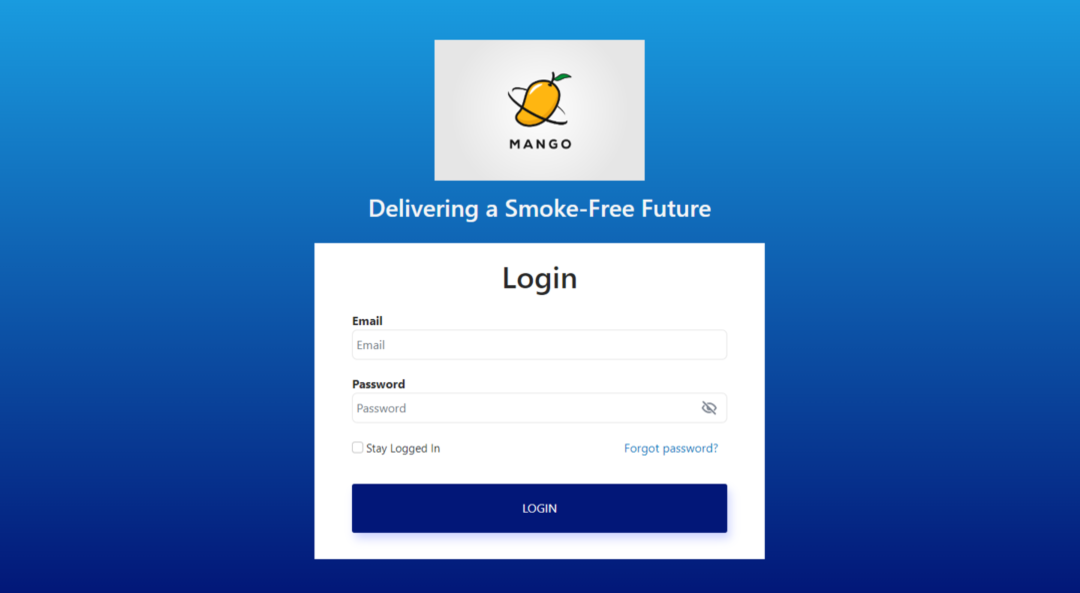 MANGO
Delivering a Smoke-Free Future
Login
Email
Email
Password
Password
Stay Logged In
Forgot password?
LOGIN